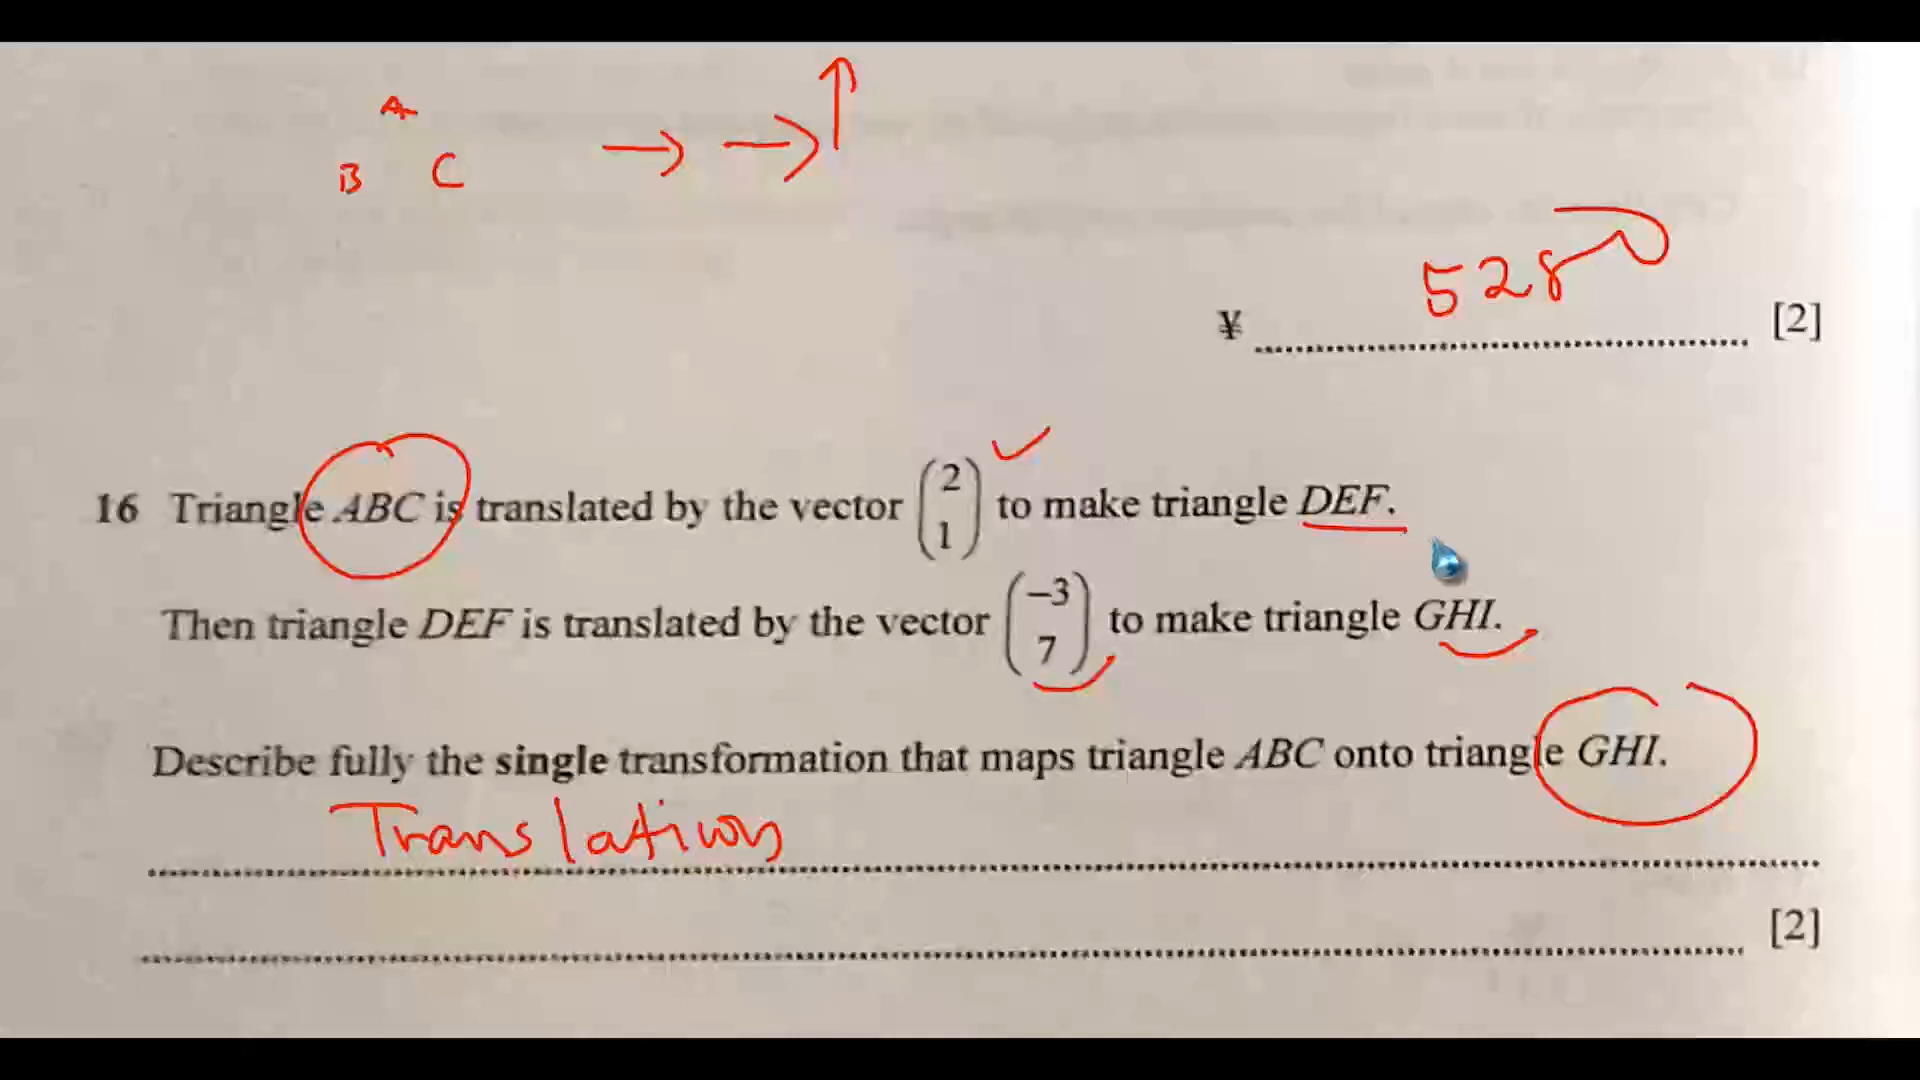 A
B C
528
¥ [2]
16 Triangle ABC is translated by the vector (2 1) to make triangle DEF.
Then triangle DEF is translated by the vector (−3 7) to make triangle GHI.
Describe fully the single transformation that maps triangle ABC onto triangle GHI.
Translation
[2]